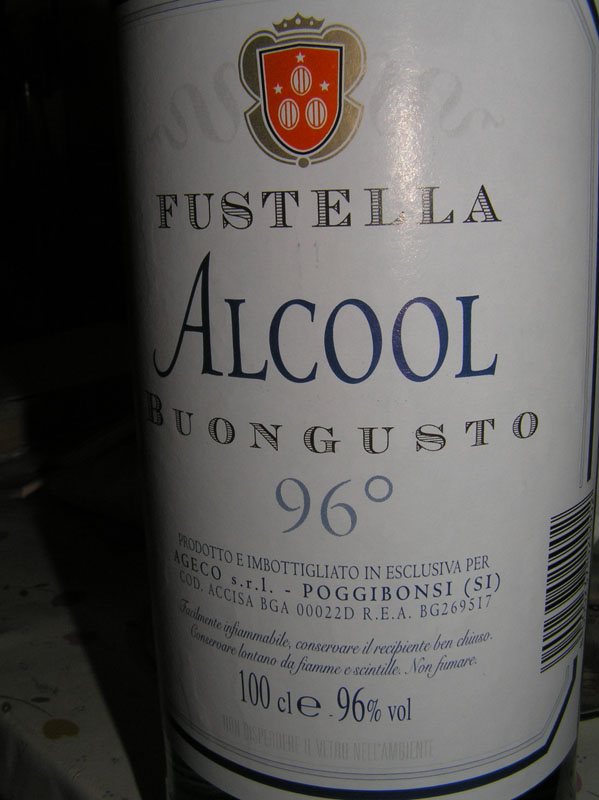 FUSTELLA
ALCOOL
BUONGUSTO
96°
PRODOTTO E IMBOTTIGLIATO IN ESCLUSIVA PER
AGECO s.r.l. - POGGIBONSI (SI)
COD. ACCISA BGA 00022D R.E.A. BG269517
Facilmente infiammabile, conservare il recipiente ben chiuso.
Conservare lontano da fiamme e scintille. Non fumare.
100 cl e - 96% vol
NON DISPERDERE IL VETRO NELL'AMBIENTE